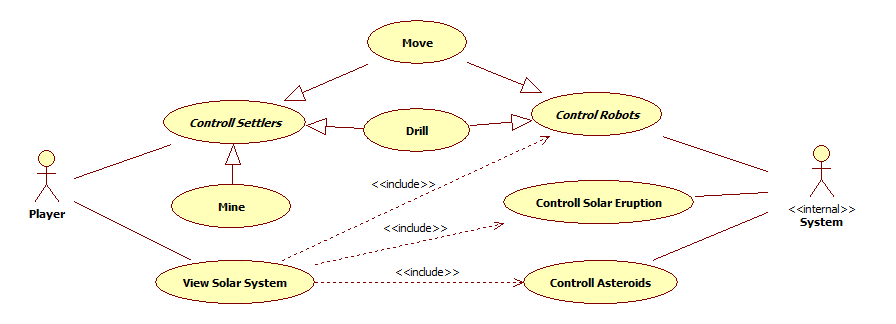 Move
Controll Settlers
Control Robots
Drill
<<include>>
Player
Mine
Controll Solar Eruption
<<internal>>
System
<<include>>
<<include>>
View Solar System
Controll Asteroids